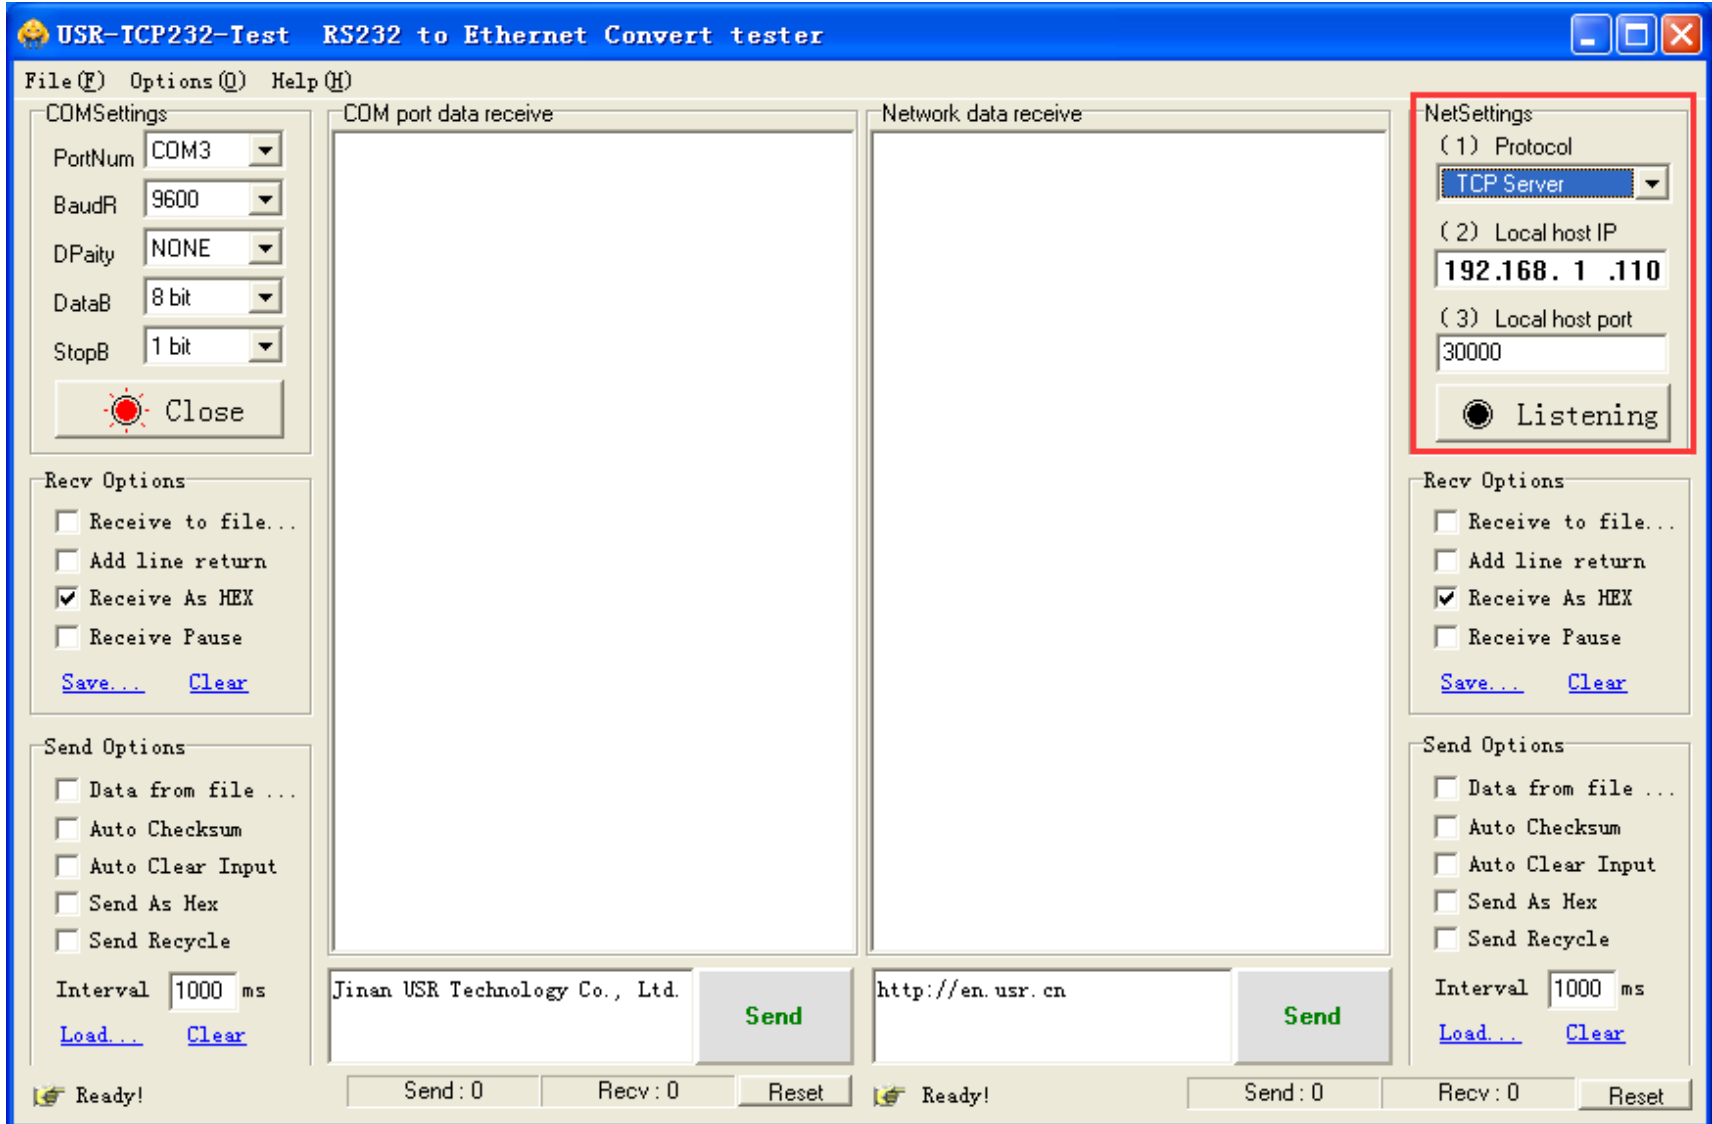 USR-TCP232-Test RS232 to Ethernet Convert tester
File(F) Options(O) Help(H)
COMSettings
PortNum COM3
BaudR 9600
DPaity NONE
DataB 8 bit
StopB 1 bit
Close
Recv Options
Receive to file...
Add line return
Receive As HEX
Receive Pause
Save... Clear
Send Options
Data from file ...
Auto Checksum
Auto Clear Input
Send As Hex
Send Recycle
Interval 1000 ms
Load... Clear
COM port data receive
Jinan USR Technology Co., Ltd.
Send
Ready!
Send : 0 Recv : 0 Reset
Network data receive
http://en.usr.cn
Send
Ready!
Send : 0 Recv : 0 Reset
NetSettings
(1) Protocol
TCP Server
(2) Local host IP
192.168. 1 .110
(3) Local host port
30000
Listening
Recv Options
Receive to file...
Add line return
Receive As HEX
Receive Pause
Save... Clear
Send Options
Data from file ...
Auto Checksum
Auto Clear Input
Send As Hex
Send Recycle
Interval 1000 ms
Load... Clear